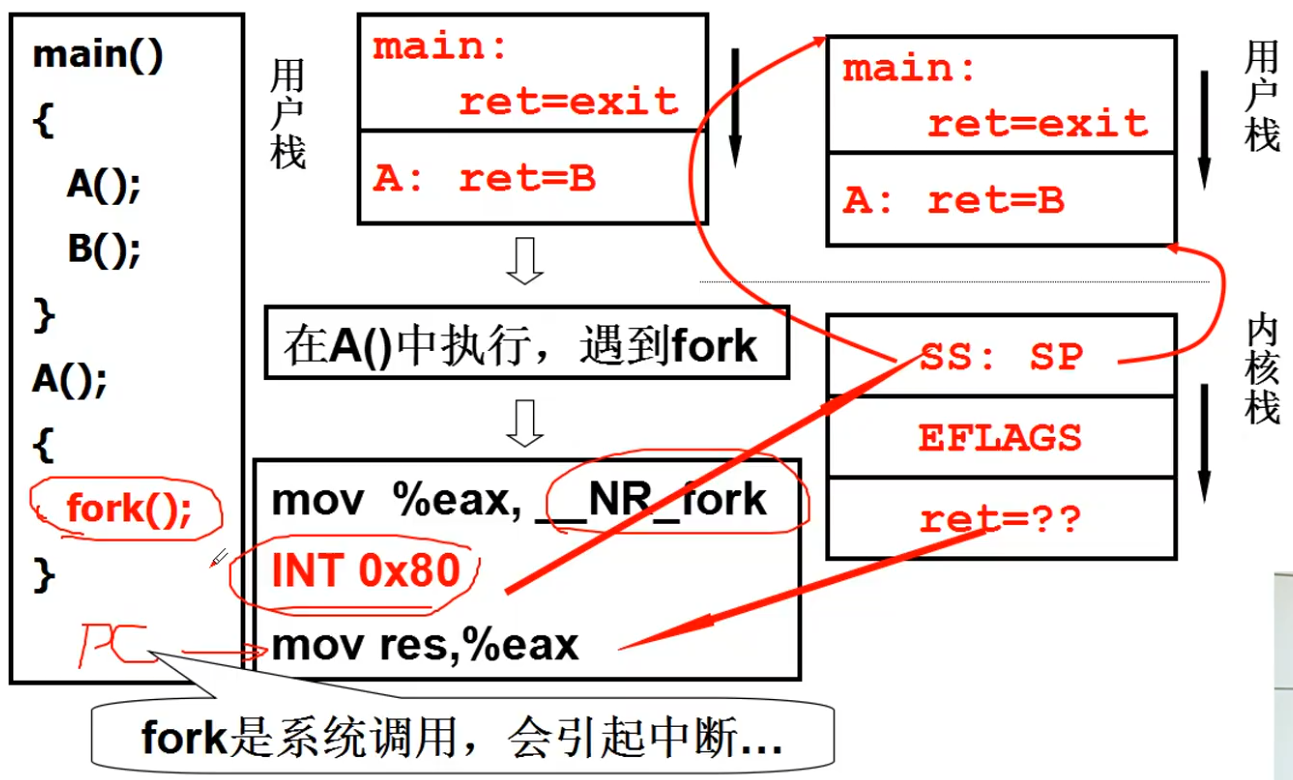 main()
{
A();
B();
}
A();
{
fork();
}
PC
用户栈
main:
ret=exit
A: ret=B
在A()中执行，遇到fork
mov %eax, __NR_fork
INT 0x80
mov res,%eax
fork是系统调用，会引起中断...
main:
ret=exit
A: ret=B
用户栈
SS: SP
EFLAGS
ret=??
内核栈